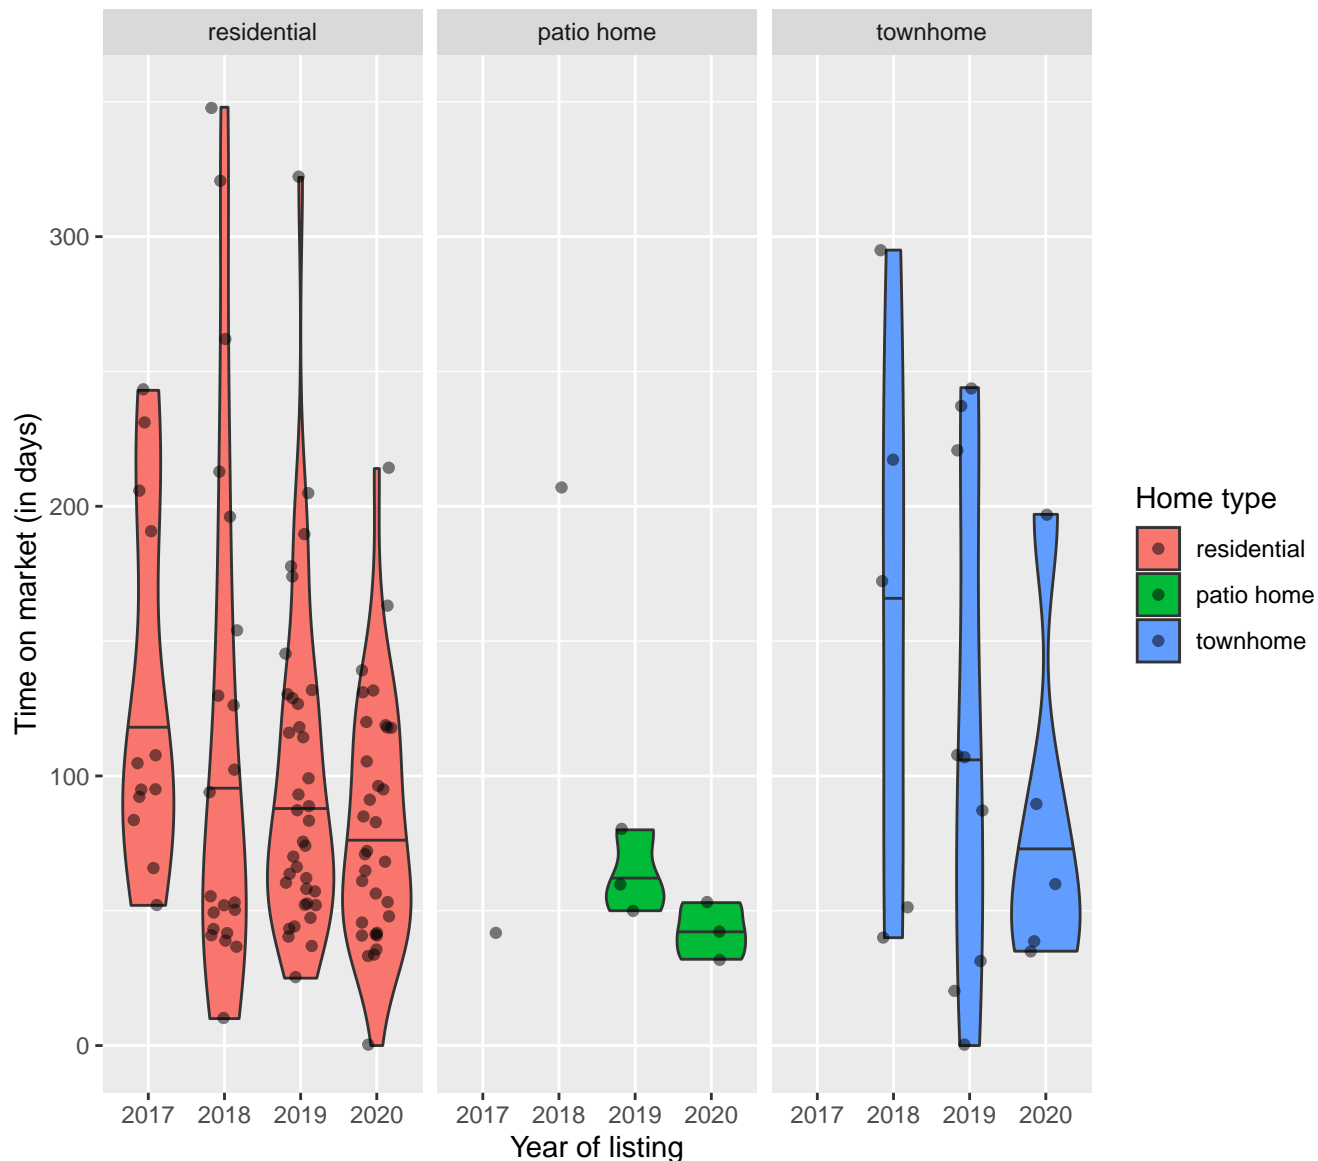 residential
patio home
townhome
300
200
100
0
Time on market (in days)
2017 2018 2019 2020
2017 2018 2019 2020
2017 2018 2019 2020
Year of listing
Home type
residential
patio home
townhome